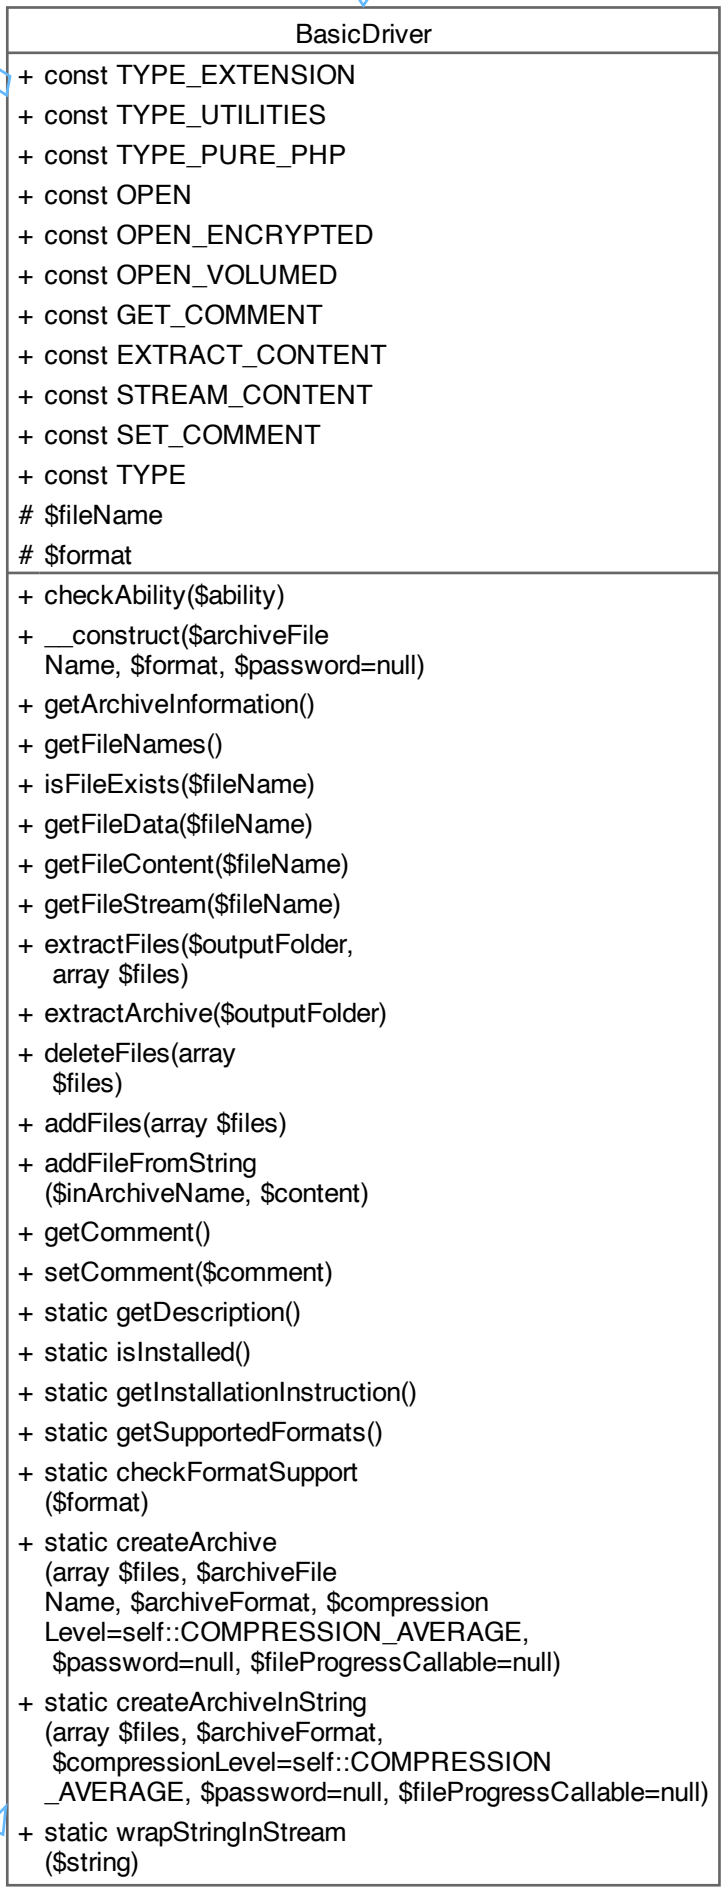 BasicDriver
+ const TYPE_EXTENSION
+ const TYPE_UTILITIES
+ const TYPE_PURE_PHP
+ const OPEN
+ const OPEN_ENCRYPTED
+ const OPEN_VOLUMED
+ const GET_COMMENT
+ const EXTRACT_CONTENT
+ const STREAM_CONTENT
+ const SET_COMMENT
+ const TYPE
# $fileName
# $format
+ checkAbility($ability)
+ __construct($archiveFile
Name, $format, $password=null)
+ getArchiveInformation()
+ getFileNames()
+ isFileExists($fileName)
+ getFileData($fileName)
+ getFileContent($fileName)
+ getFileStream($fileName)
+ extractFiles($outputFolder,
array $files)
+ extractArchive($outputFolder)
+ deleteFiles(array
$files)
+ addFiles(array $files)
+ addFileFromString
($inArchiveName, $content)
+ getComment()
+ setComment($comment)
+ static getDescription()
+ static isInstalled()
+ static getInstallationInstruction()
+ static getSupportedFormats()
+ static checkFormatSupport
($format)
+ static createArchive
(array $files, $archiveFile
Name, $archiveFormat, $compression
Level=self::COMPRESSION_AVERAGE,
$password=null, $fileProgressCallable=null)
+ static createArchiveInString
(array $files, $archiveFormat,
$compressionLevel=self::COMPRESSION
_AVERAGE, $password=null, $fileProgressCallable=null)
+ static wrapStringInStream
($string)